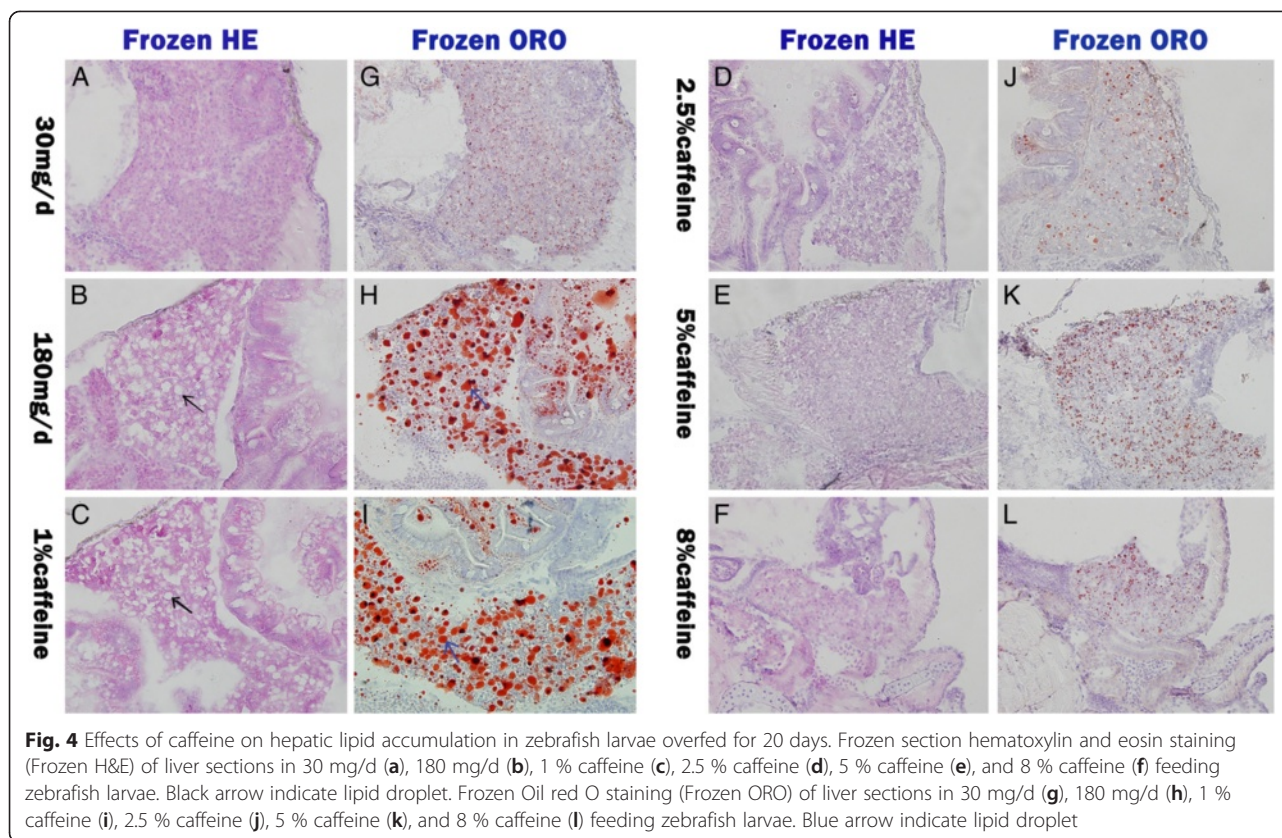 Frozen HE Frozen ORO Frozen HE Frozen ORO
30mg/d A G 2.5%caffeine D J
180mg/d B H 5%caffeine E K
1%caffeine C I 8%caffeine F L
Fig. 4 Effects of caffeine on hepatic lipid accumulation in zebrafish larvae overfed for 20 days. Frozen section hematoxylin and eosin staining
(Frozen H&E) of liver sections in 30 mg/d (a), 180 mg/d (b), 1 % caffeine (c), 2.5 % caffeine (d), 5 % caffeine (e), and 8 % caffeine (f) feeding
zebrafish larvae. Black arrow indicate lipid droplet. Frozen Oil red O staining (Frozen ORO) of liver sections in 30 mg/d (g), 180 mg/d (h), 1 %
caffeine (i), 2.5 % caffeine (j), 5 % caffeine (k), and 8 % caffeine (l) feeding zebrafish larvae. Blue arrow indicate lipid droplet